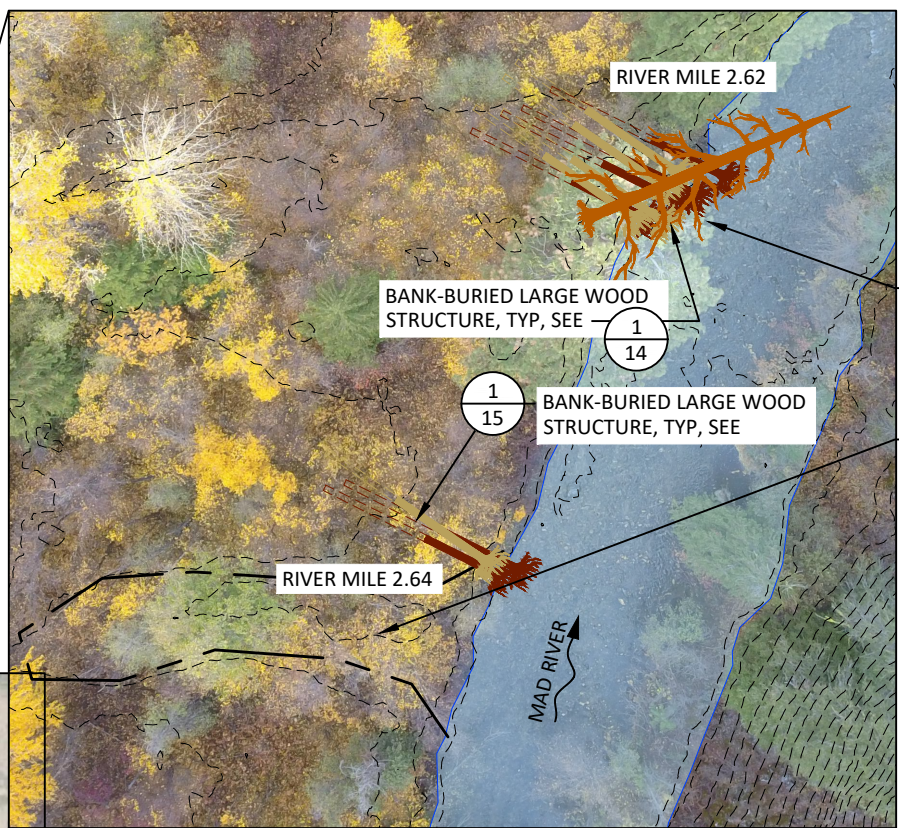 RIVER MILE 2.62
BANK-BURIED LARGE WOOD
STRUCTURE, TYP, SEE
1
14
1
15
BANK-BURIED LARGE WOOD
STRUCTURE, TYP, SEE
RIVER MILE 2.64
MAD RIVER